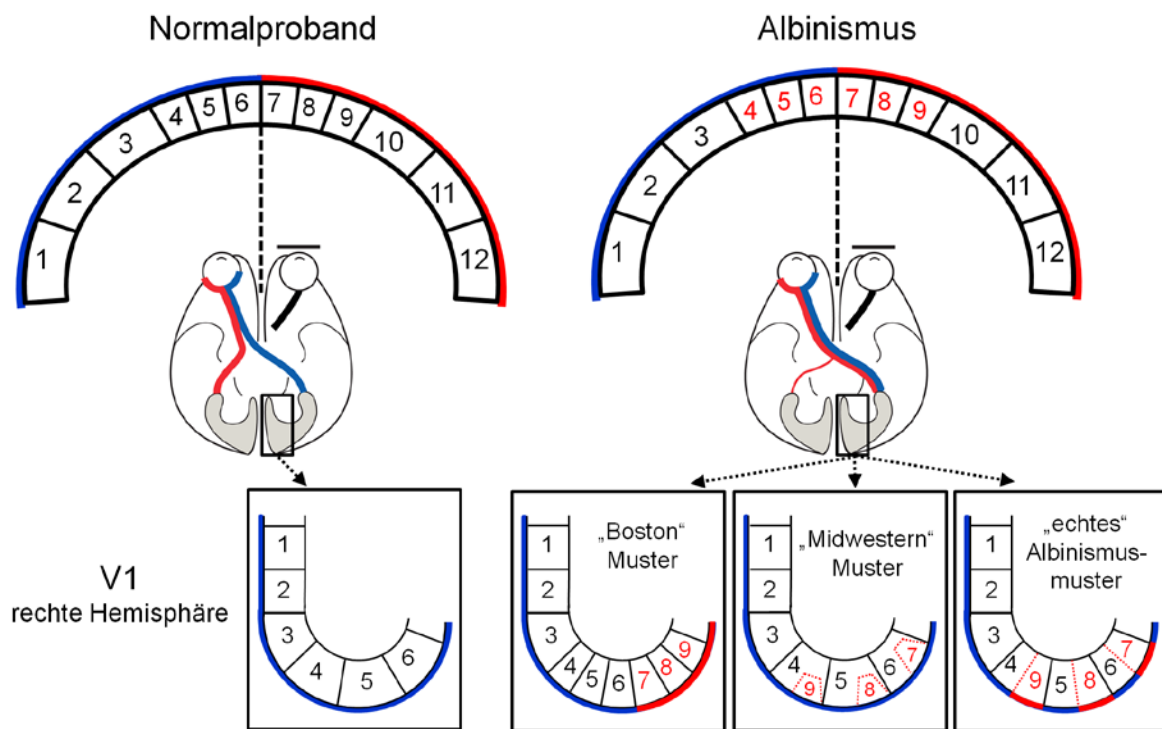 Normalproband
Albinismus
1 2 3 4 5 6 7 8 9 10 11 12
1 2 3 4 5 6 7 8 9 10 11 12
V1
rechte Hemisphäre
1
2
3 4 5 6
„Boston“
Muster
1
2
3 4 5 6 7 8 9
„Midwestern“
Muster
1
2
3 4 9 5 8 6 7
„echtes“
Albinismus-
muster
1
2
3 4 9 5 8 6 7